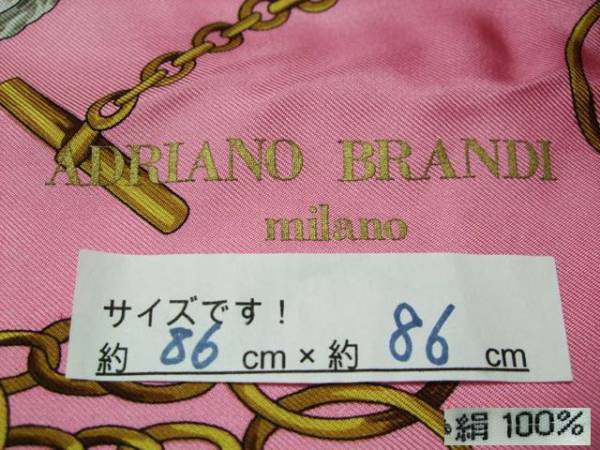 ADRIANO BRANDI
milano
サイズです！
約 86 cm × 約 86 cm
絹 100%